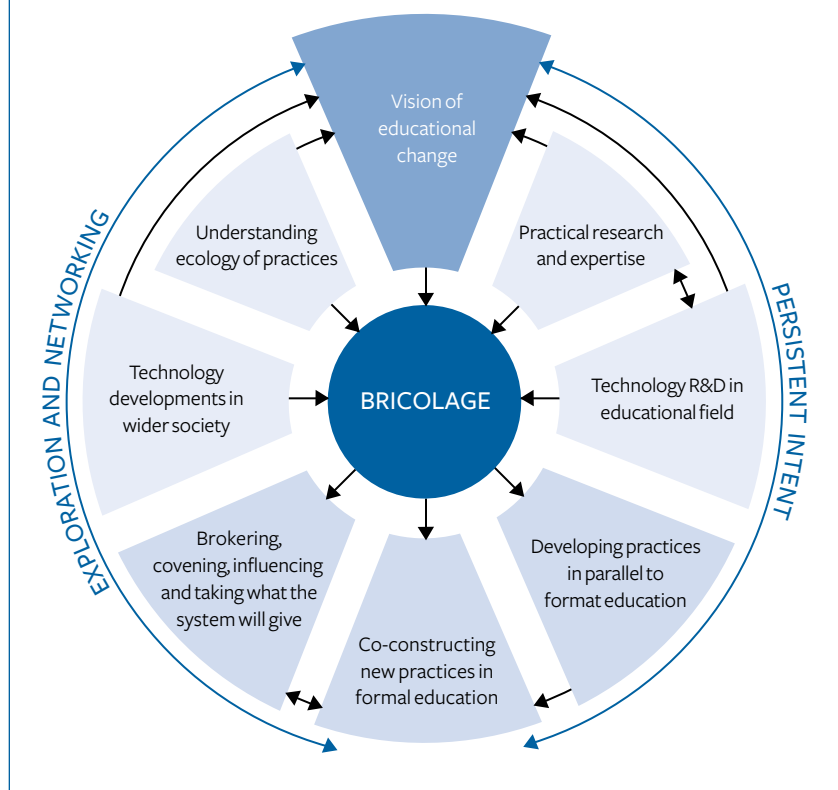 Vision of
educational
change
Understanding
ecology of practices
Practical research
and expertise
EXPLORATION AND NETWORKING
PERSISTENT INTENT
Technology
developments in
wider society
BRICOLAGE
Technology R&D in
educational field
Brokering,
covening, influencing
and taking what the
system will give
Developing practices
in parallel to
format education
Co-constructing
new practices in
formal education